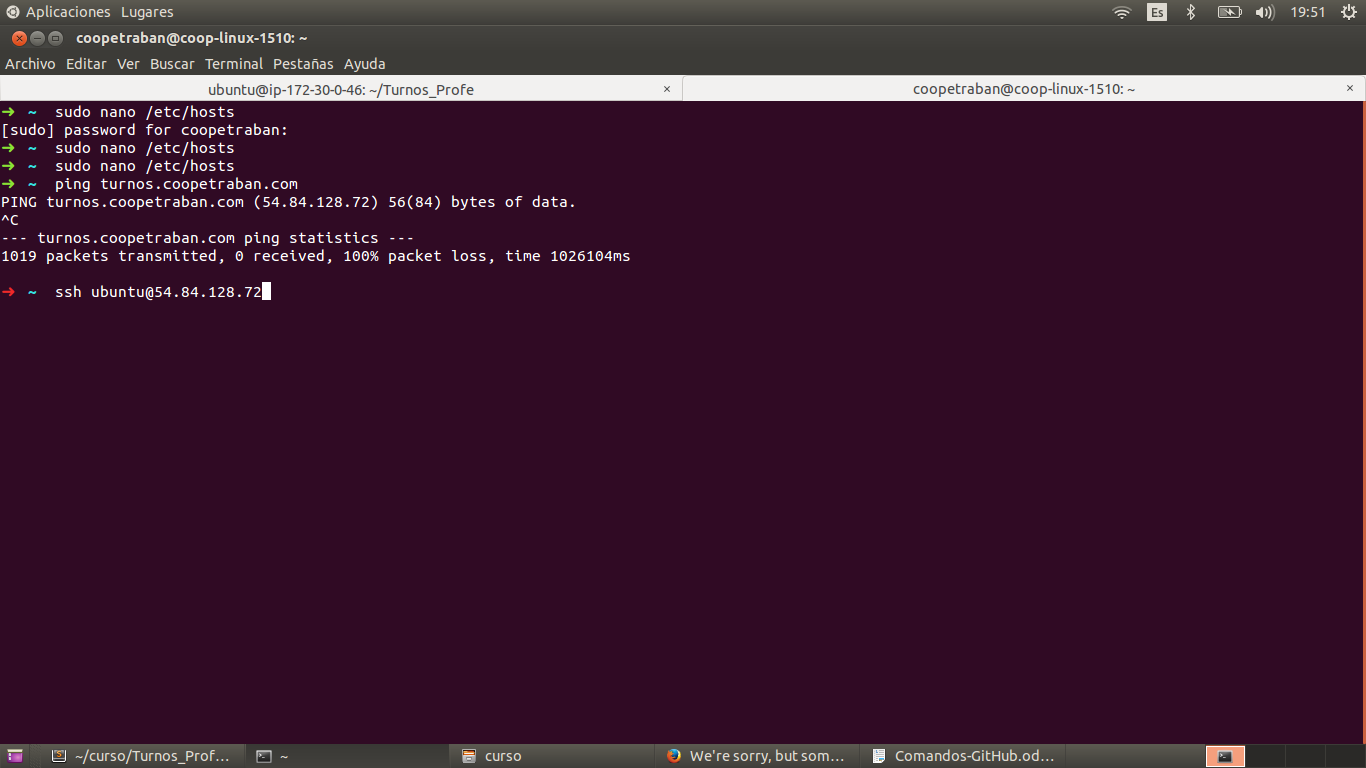 Aplicaciones Lugares Es 19:51
coopetraban@coop-linux-1510: ~
Archivo Editar Ver Buscar Terminal Pestañas Ayuda
ubuntu@ip-172-30-0-46: ~/Turnos_Profe × coopetraban@coop-linux-1510: ~ ×
➜ ~ sudo nano /etc/hosts
[sudo] password for coopetraban:
➜ ~ sudo nano /etc/hosts
➜ ~ sudo nano /etc/hosts
➜ ~ ping turnos.coopetraban.com
PING turnos.coopetraban.com (54.84.128.72) 56(84) bytes of data.
^C
--- turnos.coopetraban.com ping statistics ---
1019 packets transmitted, 0 received, 100% packet loss, time 1026104ms
➜ ~ ssh ubuntu@54.84.128.72
~/curso/Turnos_Prof... ~ curso We're sorry, but som... Comandos-GitHub.od...